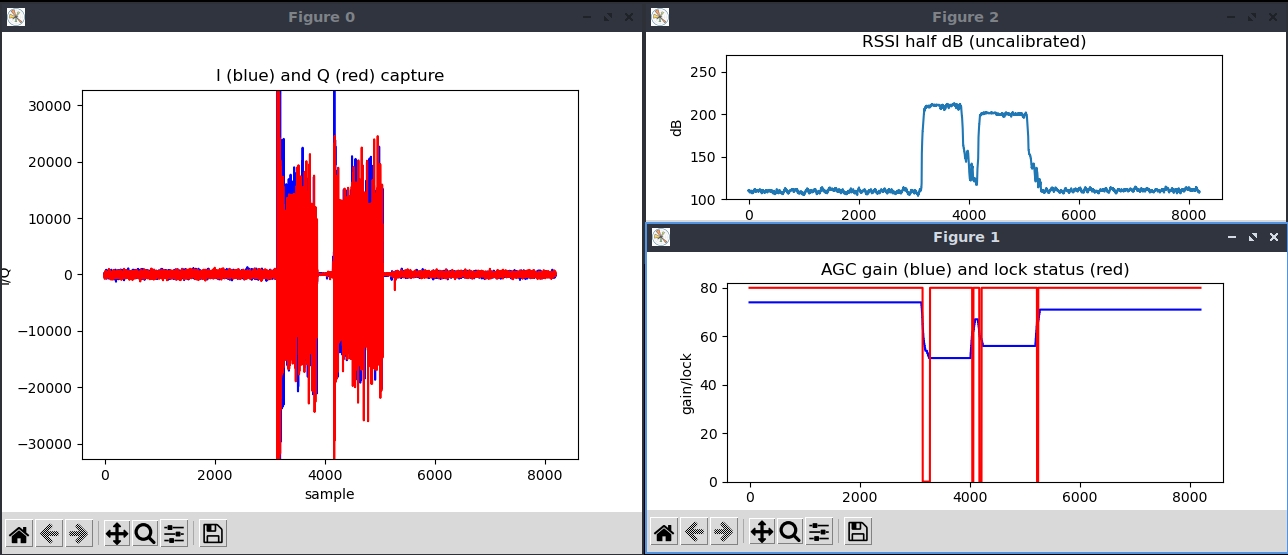 Figure 0
I (blue) and Q (red) capture
30000
20000
10000
0
−10000
−20000
−30000
I/Q
0 2000 4000 6000 8000
sample
Figure 2
RSSI half dB (uncalibrated)
250
200
150
100
dB
0 2000 4000 6000 8000
Figure 1
AGC gain (blue) and lock status (red)
80
60
40
20
0
gain/lock
0 2000 4000 6000 8000